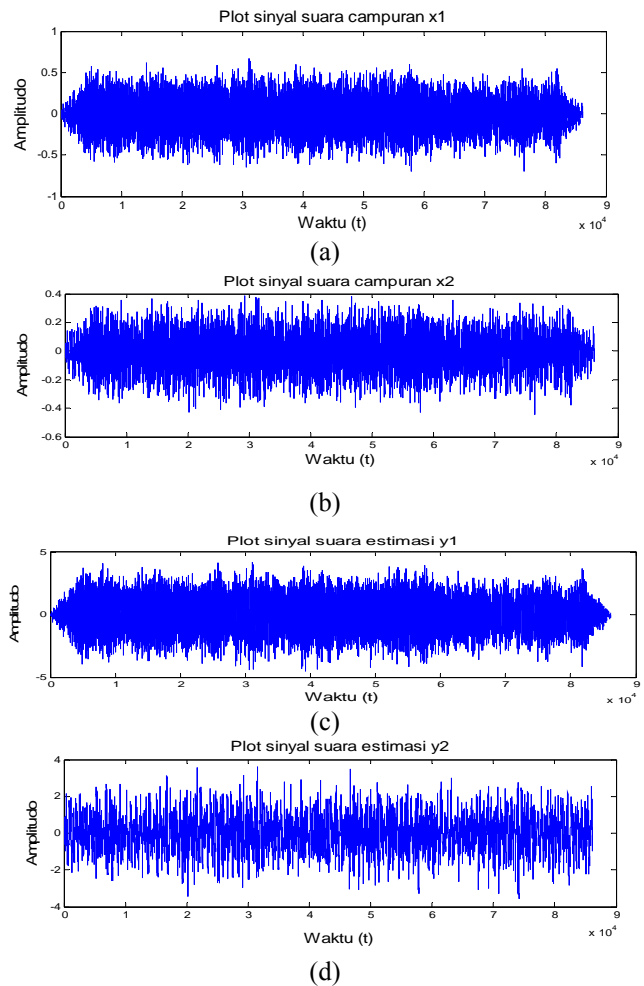 Plot sinyal suara campuran x1
1
0.5
0
-0.5
-1
Amplitudo
0 1 2 3 4 5 6 7 8 9
x 10^4
Waktu (t)
(a)
Plot sinyal suara campuran x2
0.4
0.2
0
-0.2
-0.4
-0.6
Amplitudo
0 1 2 3 4 5 6 7 8 9
x 10^4
Waktu (t)
(b)
Plot sinyal suara estimasi y1
5
0
-5
Amplitudo
0 1 2 3 4 5 6 7 8 9
x 10^4
Waktu (t)
(c)
Plot sinyal suara estimasi y2
4
2
0
-2
-4
Amplitudo
0 1 2 3 4 5 6 7 8 9
x 10^4
Waktu (t)
(d)